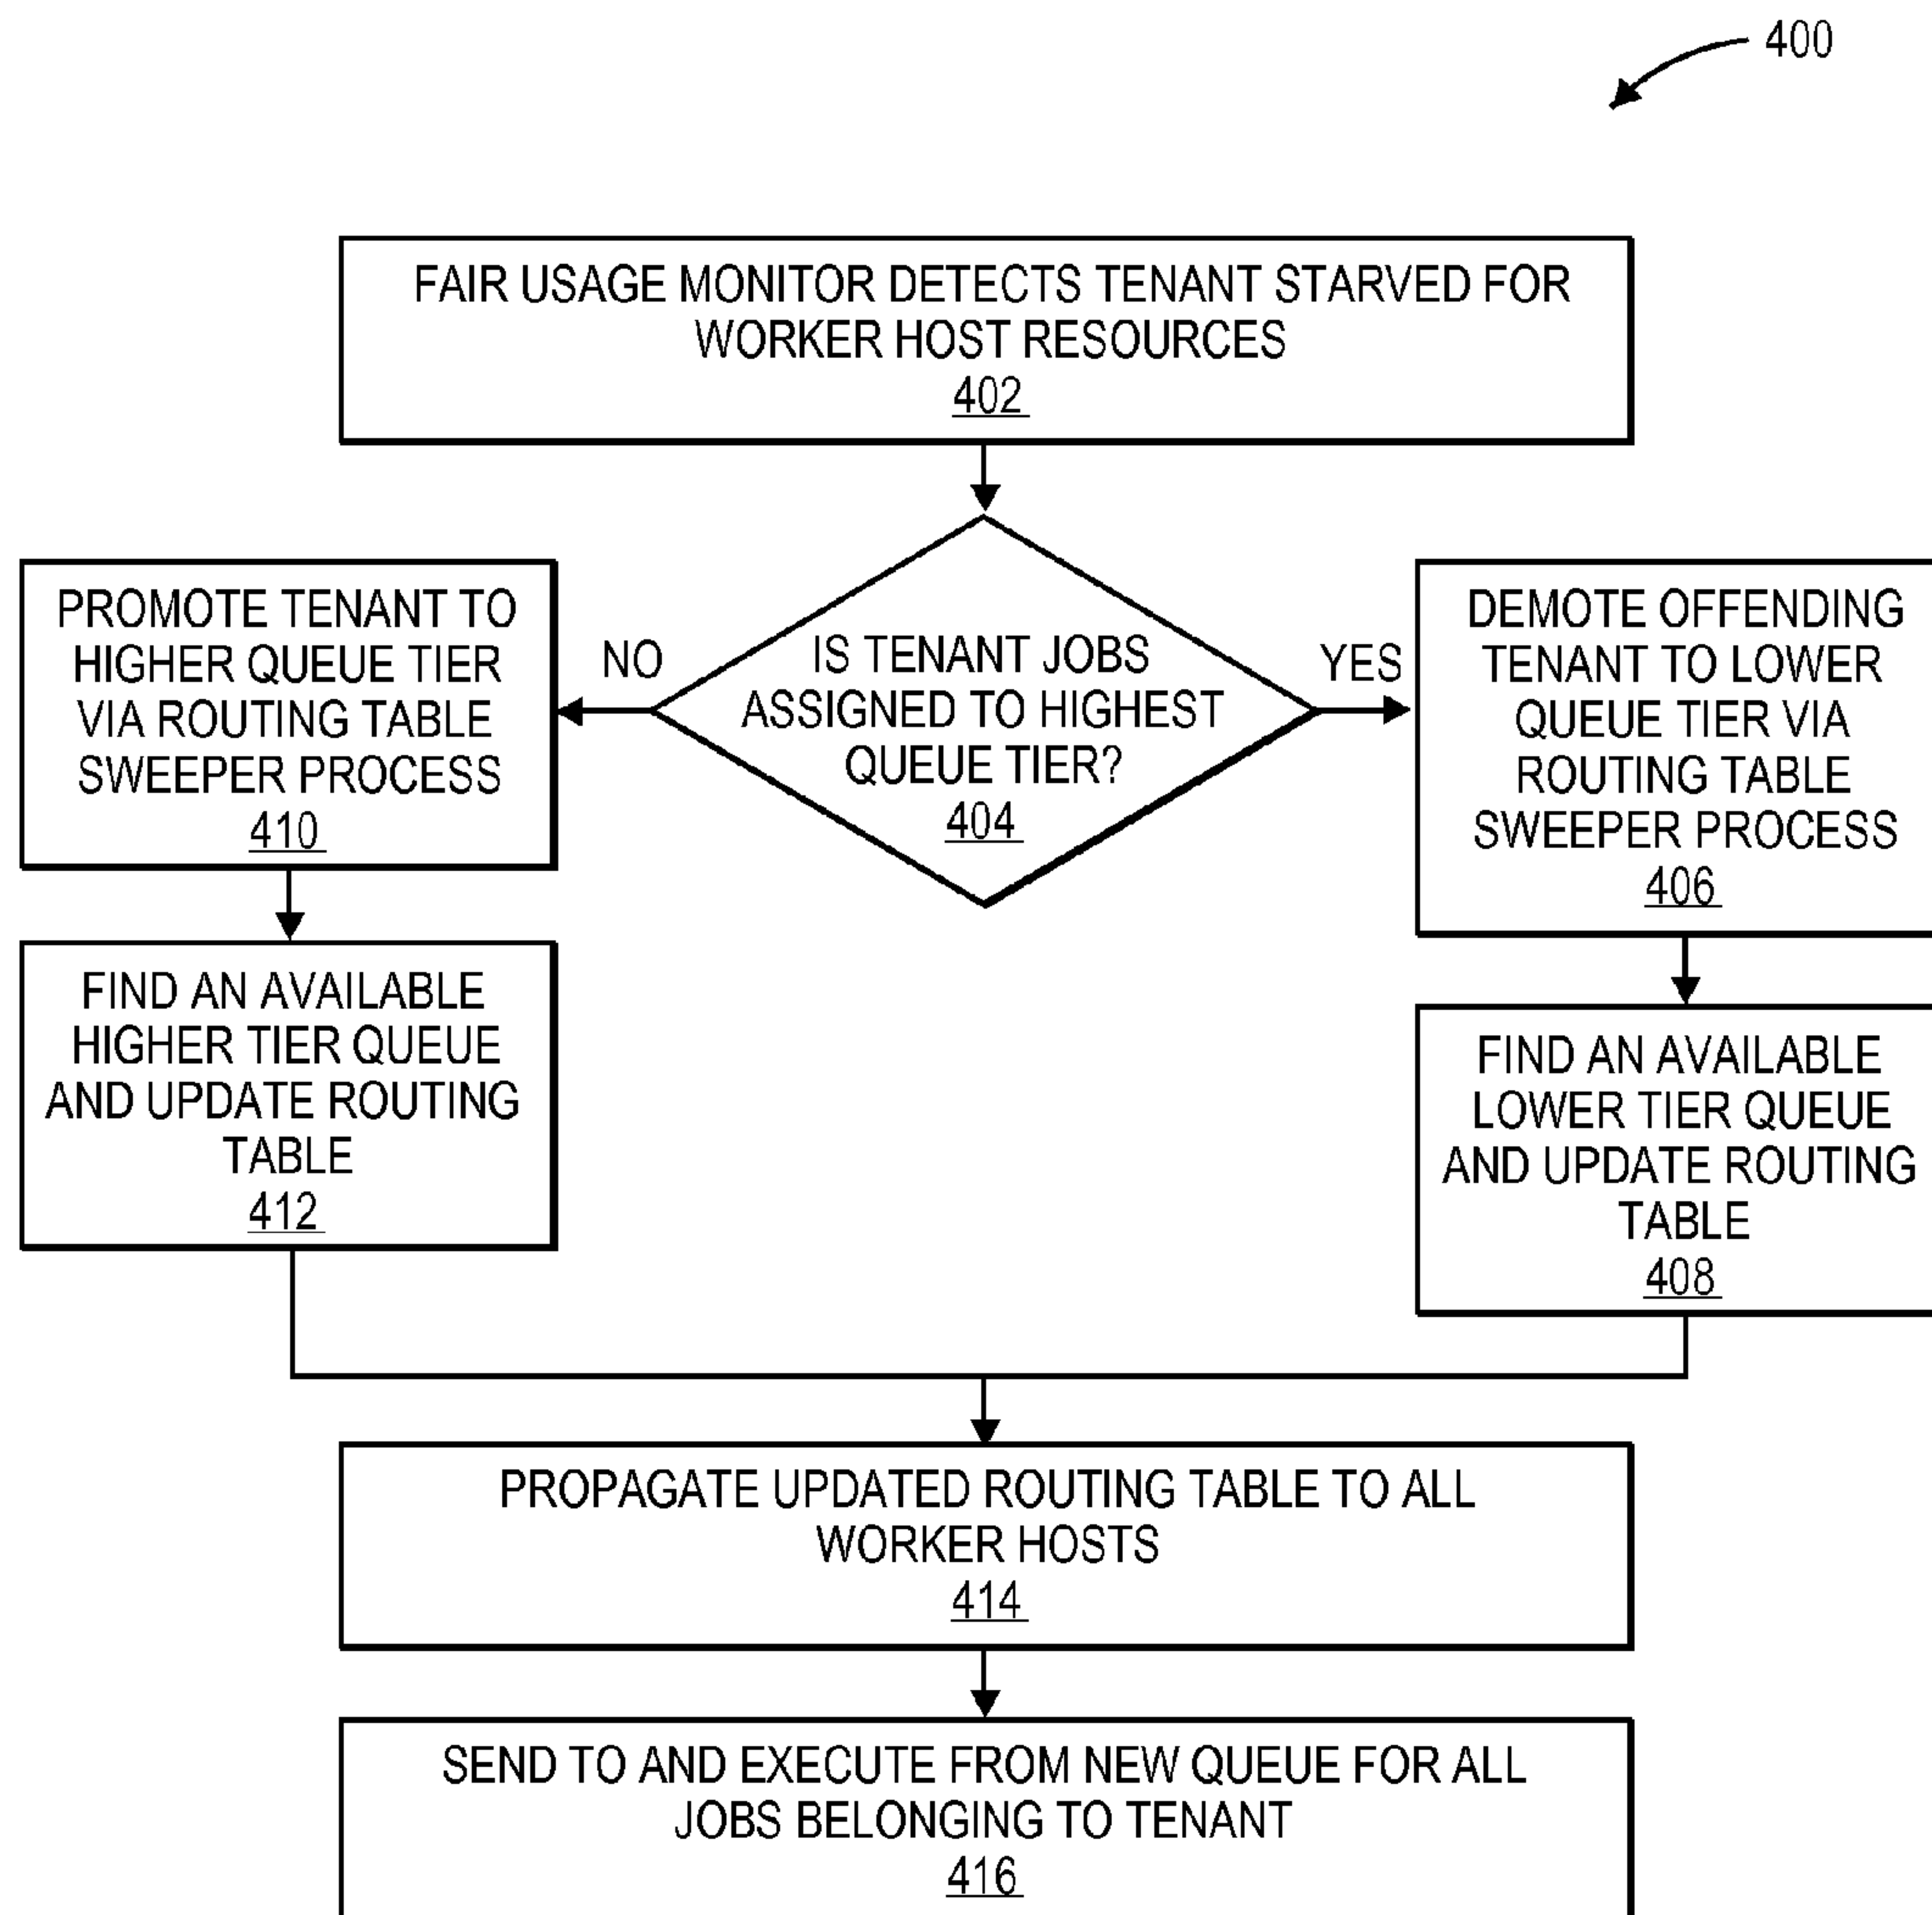 400
FAIR USAGE MONITOR DETECTS TENANT STARVED FOR
WORKER HOST RESOURCES
402
IS TENANT JOBS
ASSIGNED TO HIGHEST
QUEUE TIER?
404
NO
YES
PROMOTE TENANT TO
HIGHER QUEUE TIER
VIA ROUTING TABLE
SWEEPER PROCESS
410
DEMOTE OFFENDING
TENANT TO LOWER
QUEUE TIER VIA
ROUTING TABLE
SWEEPER PROCESS
406
FIND AN AVAILABLE
HIGHER TIER QUEUE
AND UPDATE ROUTING
TABLE
412
FIND AN AVAILABLE
LOWER TIER QUEUE
AND UPDATE ROUTING
TABLE
408
PROPAGATE UPDATED ROUTING TABLE TO ALL
WORKER HOSTS
414
SEND TO AND EXECUTE FROM NEW QUEUE FOR ALL
JOBS BELONGING TO TENANT
416